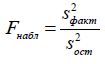 F_набл = s²_факт / s²_ост